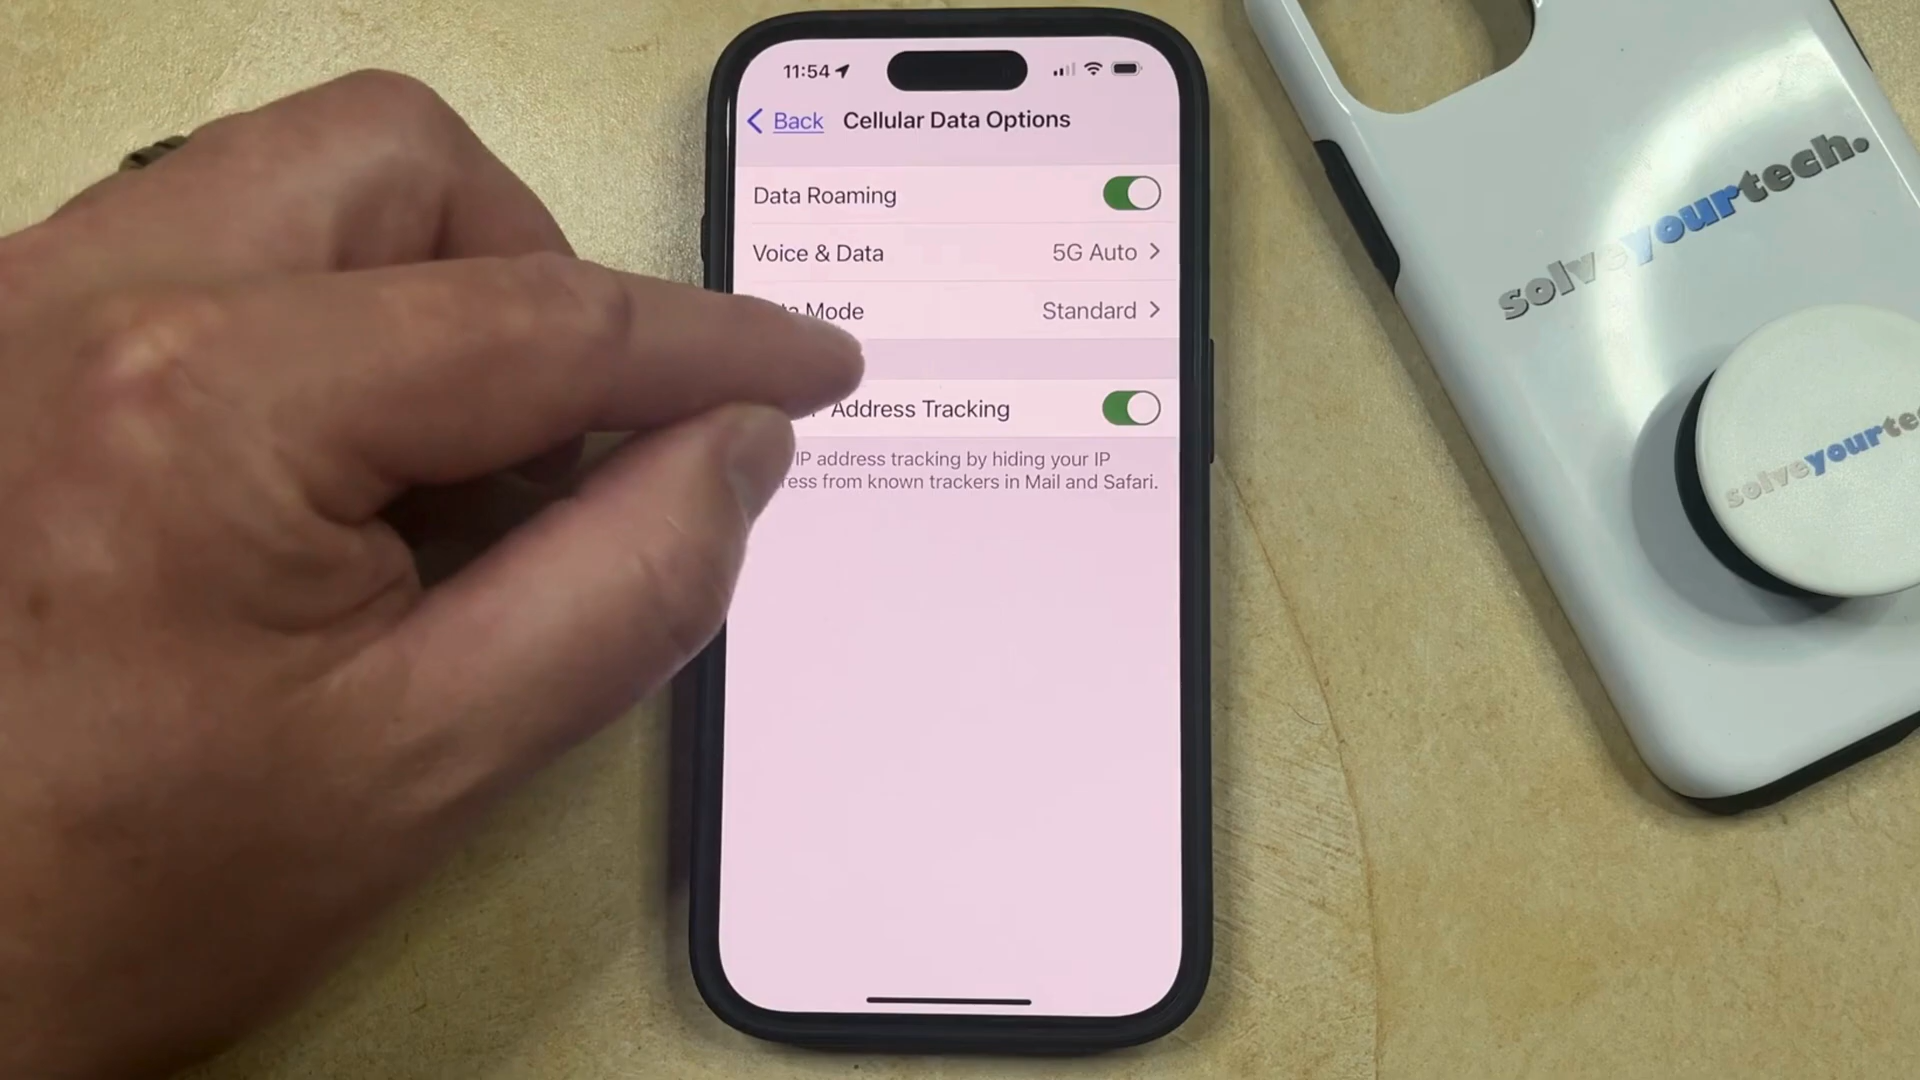 11:54
Back Cellular Data Options
Data Roaming
Voice & Data 5G Auto
Mode Standard
Address Tracking
IP address tracking by hiding your IP
from known trackers in Mail and Safari.
solveyourtech.
solveyourte